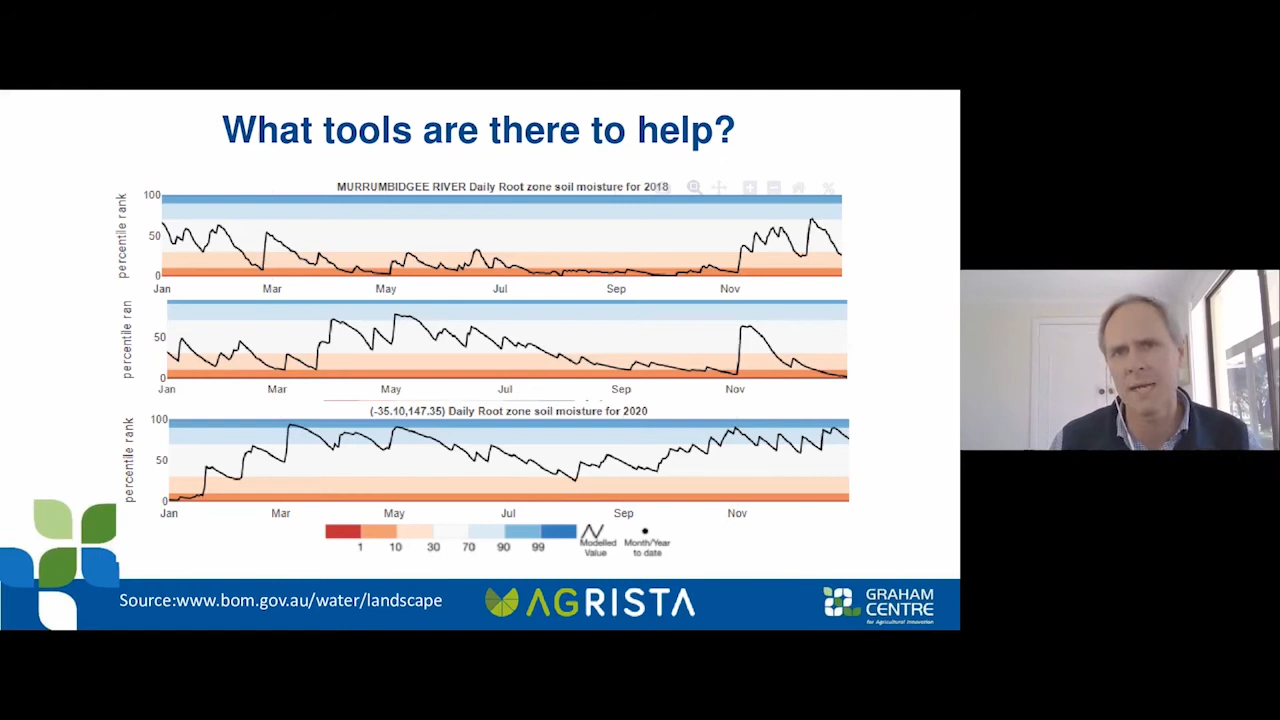 What tools are there to help?
MURRUMBIDGEE RIVER Daily Root zone soil moisture for 2018
percentile rank
100
50
0
Jan Mar May Jul Sep Nov
percentile ran
50
0
Jan Mar May Jul Sep Nov
(-35.10,147.35) Daily Root zone soil moisture for 2020
percentile rank
100
50
0
Jan Mar May Jul Sep Nov
1 10 30 70 90 99
Modelled
Value
Month/Year
to date
Source:www.bom.gov.au/water/landscape
AGRISTA
GRAHAM
CENTRE
for Agricultural Innovation